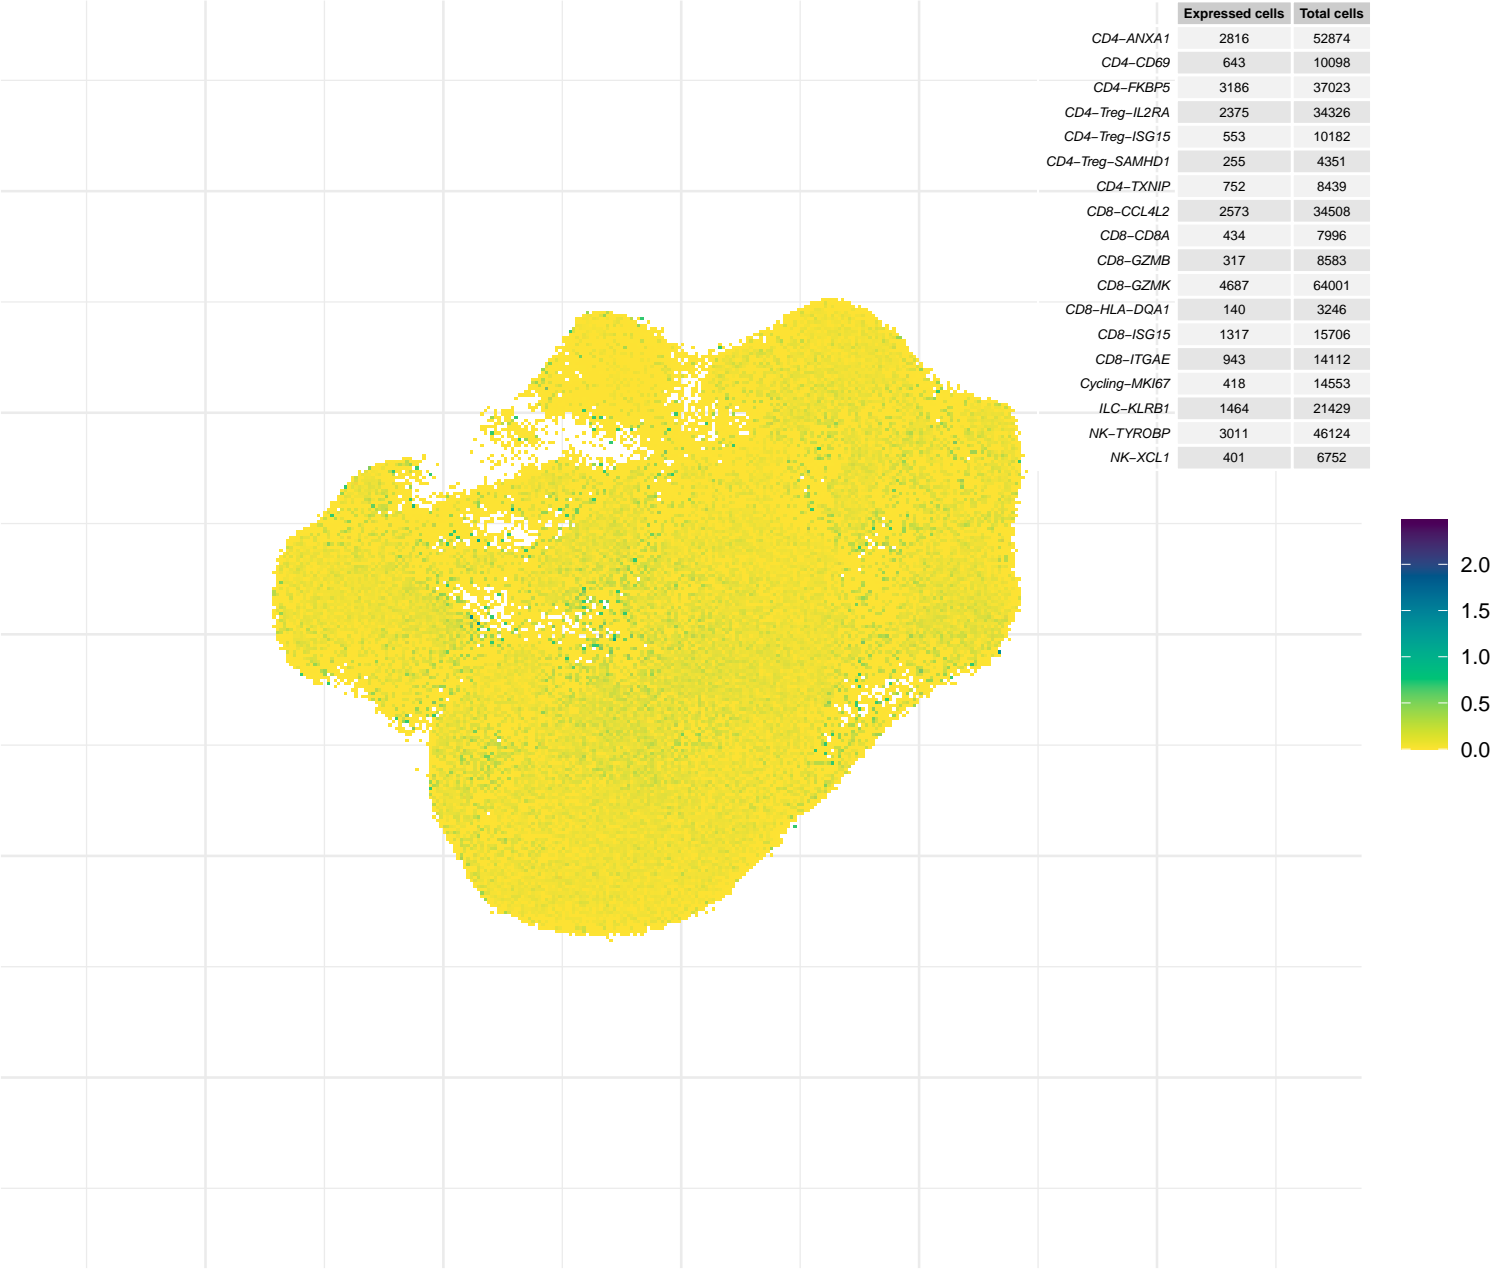 Expressed cells Total cells
CD4−ANXA1 2816 52874
CD4−CD69 643 10098
CD4−FKBP5 3186 37023
CD4−Treg−IL2RA 2375 34326
CD4−Treg−ISG15 553 10182
CD4−Treg−SAMHD1 255 4351
CD4−TXNIP 752 8439
CD8−CCL4L2 2573 34508
CD8−CD8A 434 7996
CD8−GZMB 317 8583
CD8−GZMK 4687 64001
CD8−HLA−DQA1 140 3246
CD8−ISG15 1317 15706
CD8−ITGAE 943 14112
Cycling−MKI67 418 14553
ILC−KLRB1 1464 21429
NK−TYROBP 3011 46124
NK−XCL1 401 6752
2.0
1.5
1.0
0.5
0.0